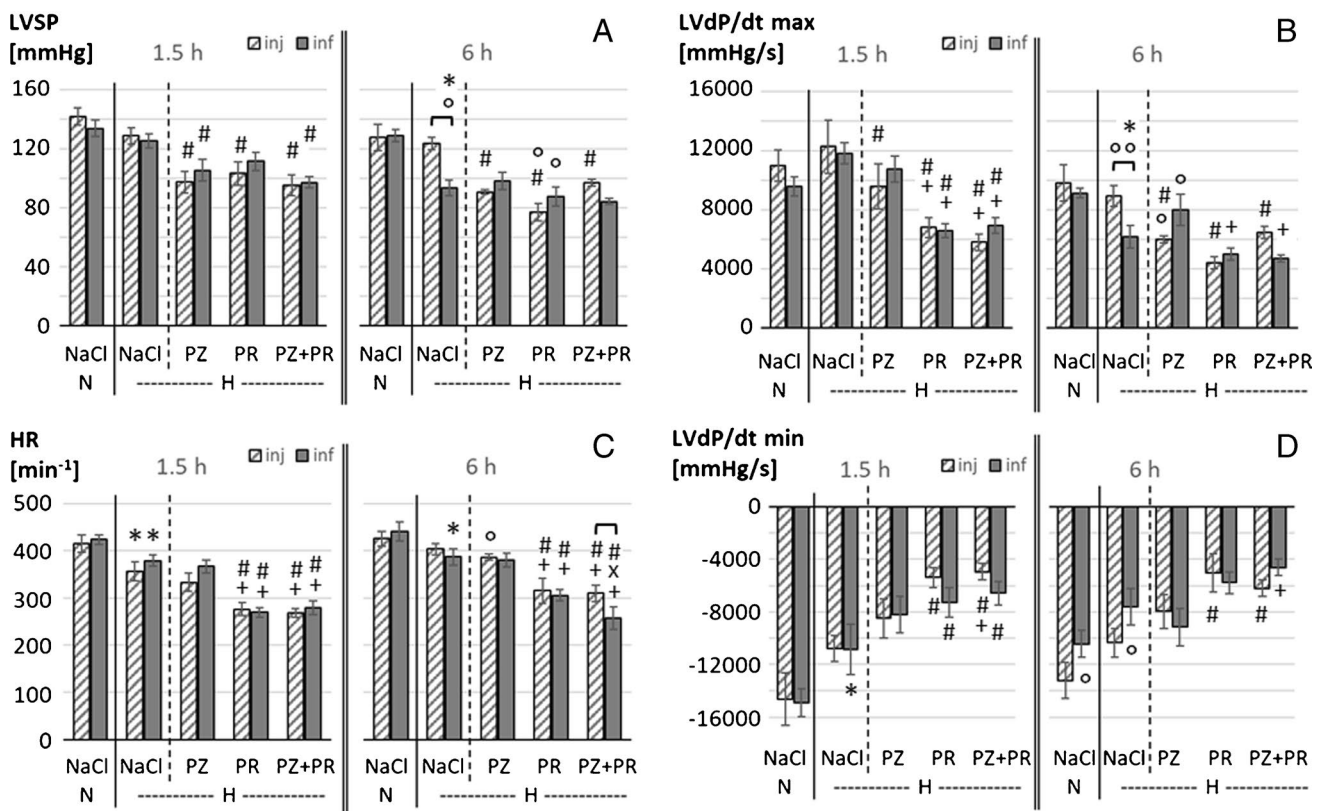 LVSP
[mmHg]
inj inf
A
1.5 h
6 h
160
120
80
40
0
* °
# # # # # #
# ° # ° #
NaCl NaCl PZ PR PZ+PR
N H
NaCl NaCl PZ PR PZ+PR
N H
LVdP/dt max
[mmHg/s]
inj inf
B
1.5 h
6 h
16000
12000
8000
4000
0
# # + # + # + # +
°° * # ° ° # + # +
NaCl NaCl PZ PR PZ+PR
N H
NaCl NaCl PZ PR PZ+PR
N H
HR
[min-1]
inj inf
C
1.5 h
6 h
500
400
300
200
100
0
* * # + # + # + # +
* ° # + # + # + # x +
NaCl NaCl PZ PR PZ+PR
N H
NaCl NaCl PZ PR PZ+PR
N H
LVdP/dt min
[mmHg/s]
inj inf
D
1.5 h
6 h
0
-4000
-8000
-12000
-16000
* # # # + #
° ° # # +
NaCl NaCl PZ PR PZ+PR
N H
NaCl NaCl PZ PR PZ+PR
N H